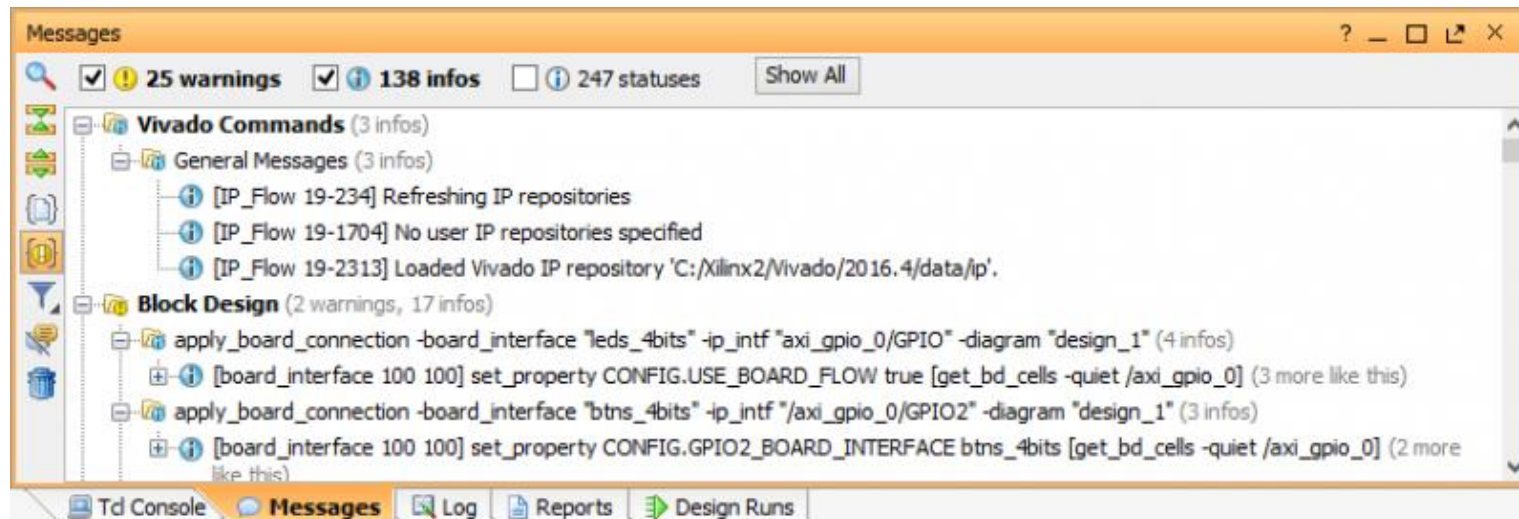 Messages
?
25 warnings 138 infos 247 statuses Show All
Vivado Commands (3 infos)
General Messages (3 infos)
[IP_Flow 19-234] Refreshing IP repositories
[IP_Flow 19-1704] No user IP repositories specified
[IP_Flow 19-2313] Loaded Vivado IP repository 'C:/Xilinx2/Vivado/2016.4/data/ip'.
Block Design (2 warnings, 17 infos)
apply_board_connection -board_interface "leds_4bits" -ip_intf "axi_gpio_0/GPIO" -diagram "design_1" (4 infos)
[board_interface 100 100] set_property CONFIG.USE_BOARD_FLOW true [get_bd_cells -quiet /axi_gpio_0] (3 more like this)
apply_board_connection -board_interface "btns_4bits" -ip_intf "/axi_gpio_0/GPIO2" -diagram "design_1" (3 infos)
[board_interface 100 100] set_property CONFIG.GPIO2_BOARD_INTERFACE btns_4bits [get_bd_cells -quiet /axi_gpio_0] (2 more
like this)
Tcl Console Messages Log Reports Design Runs